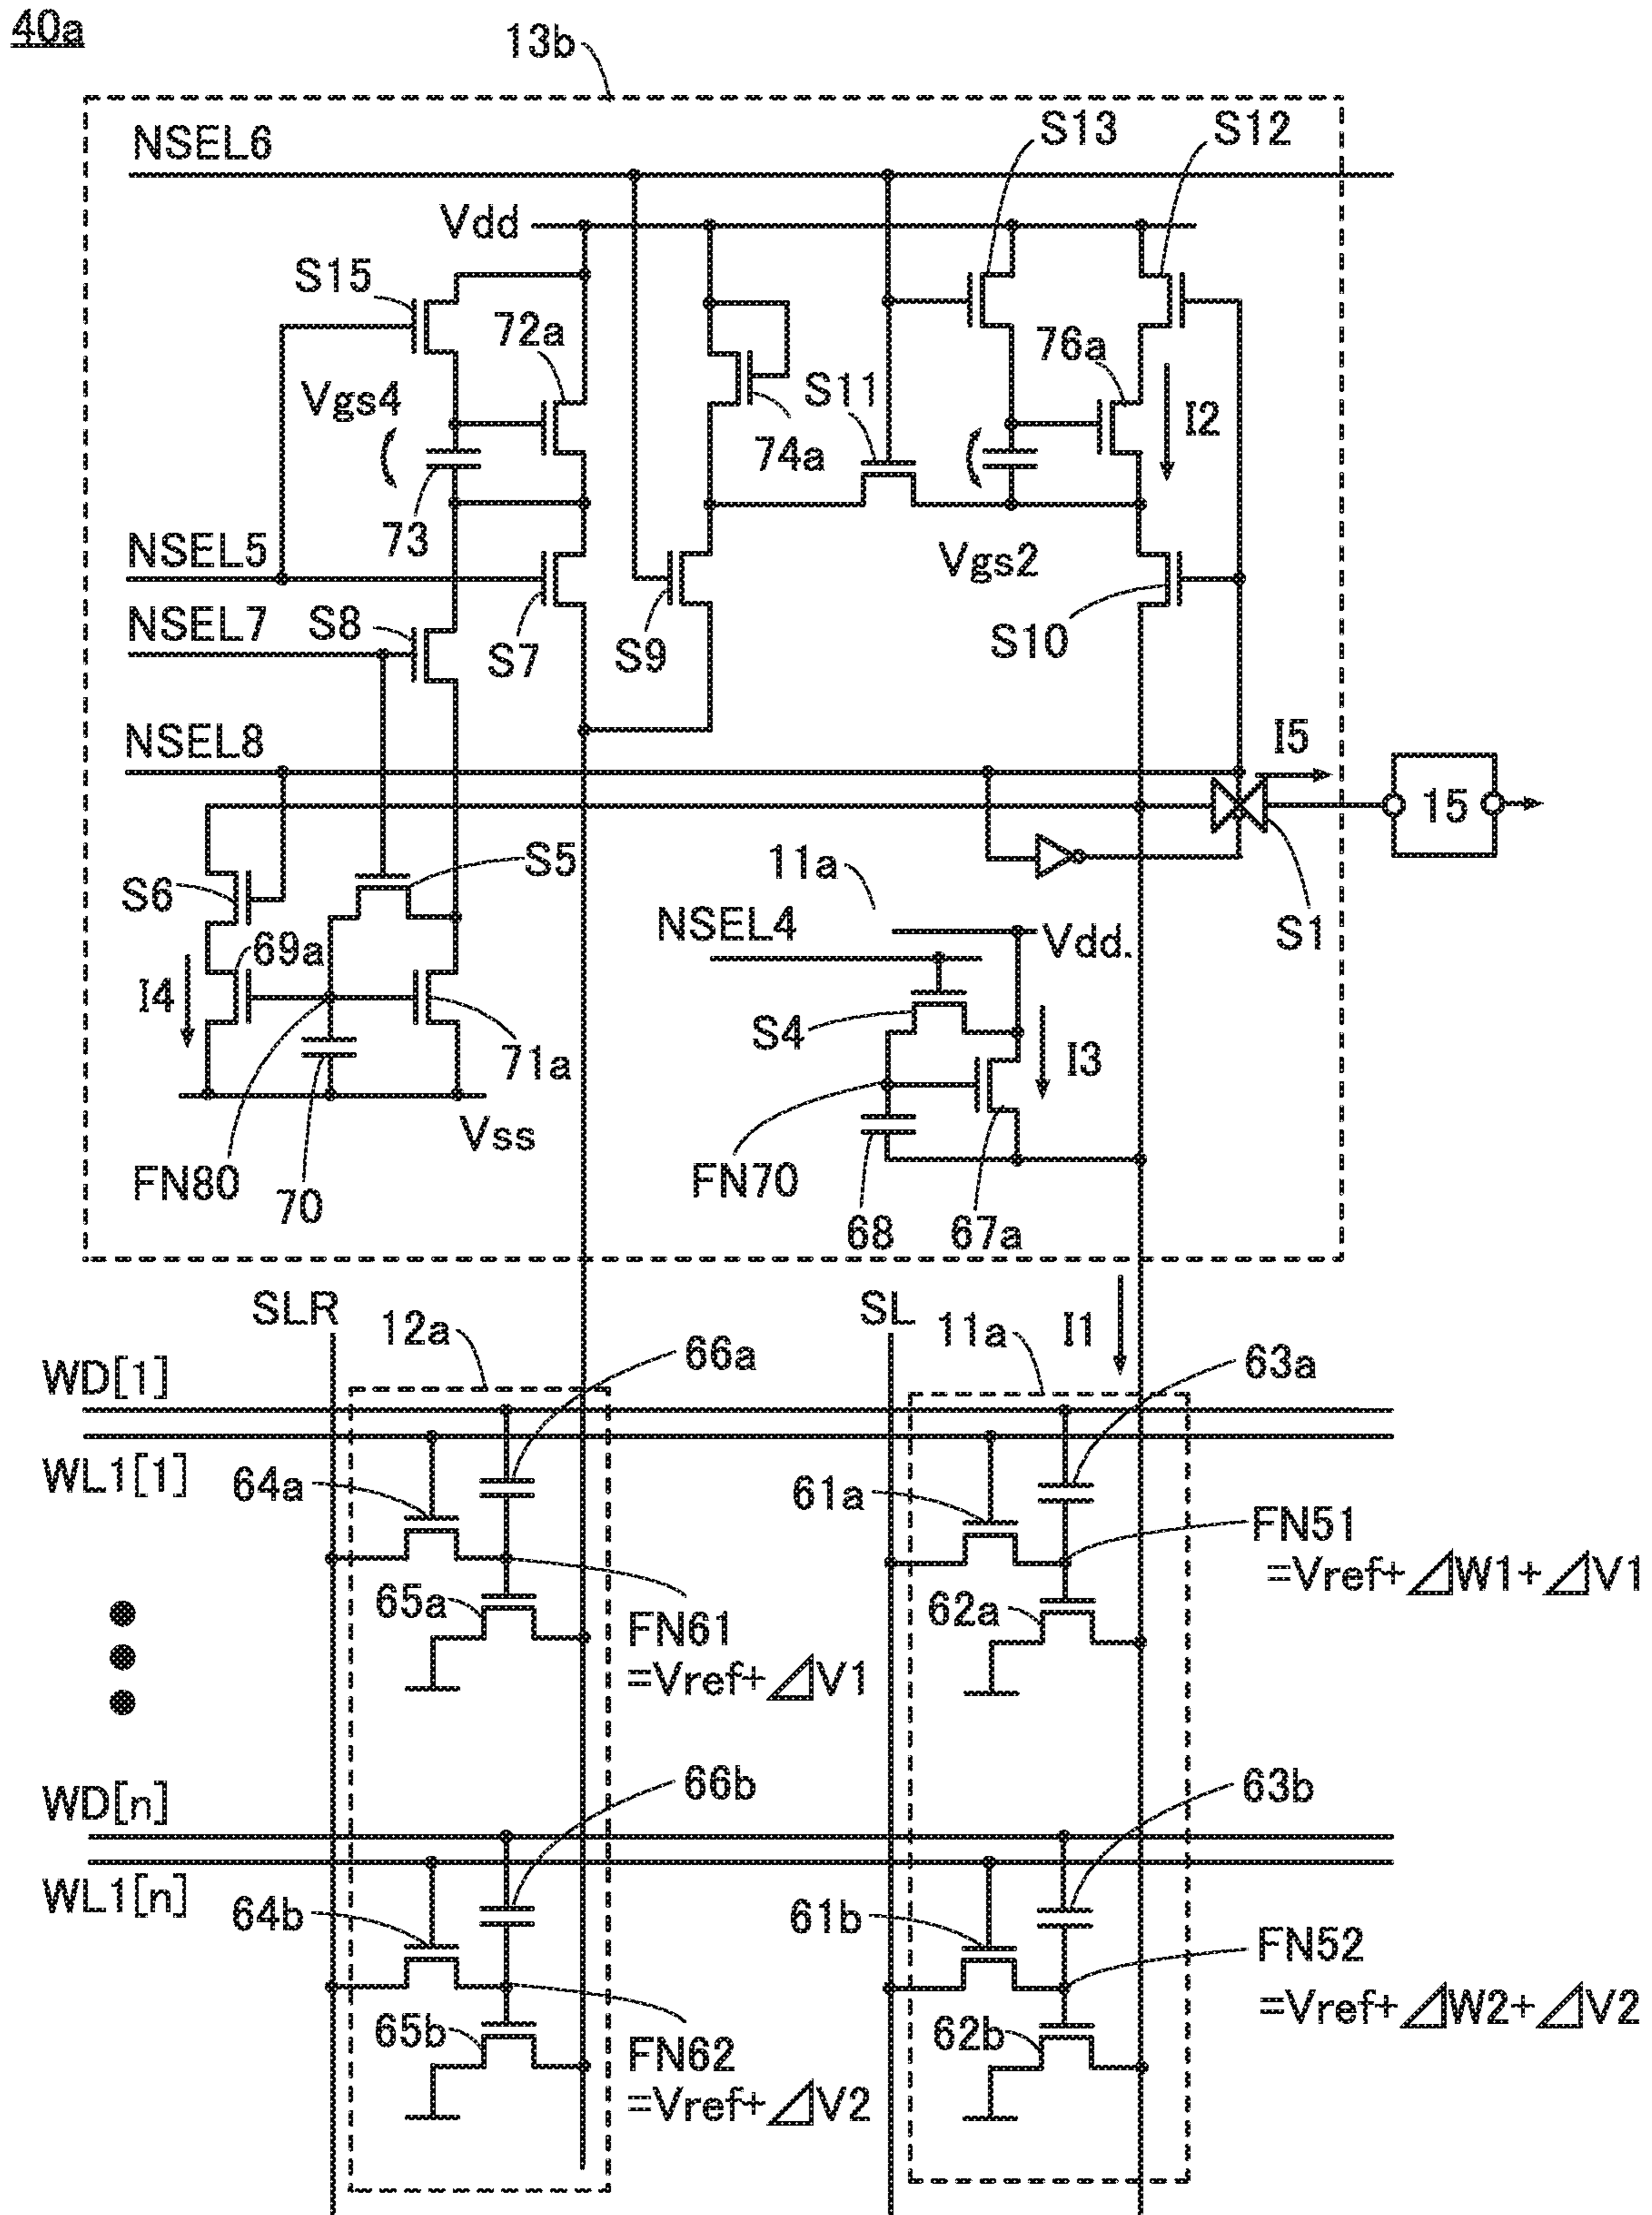 40a
13b
NSEL6
S13
S12
Vdd
S15
72a
76a
Vgs4
S11
I2
74a
73
NSEL5
Vgs2
NSEL7
S8
S7
S9
S10
NSEL8
I5
15
S5
11a
S6
NSEL4
Vdd.
S1
69a
I4
S4
I3
71a
Vss
FN80
70
FN70
68
67a
SLR
12a
SL
11a
I1
66a
63a
WD[1]
WL1[1]
64a
61a
FN51
=Vref+⊿W1+⊿V1
65a
62a
FN61
=Vref+⊿V1
WD[n]
66b
63b
WL1[n]
64b
61b
FN52
=Vref+⊿W2+⊿V2
65b
62b
FN62
=Vref+⊿V2